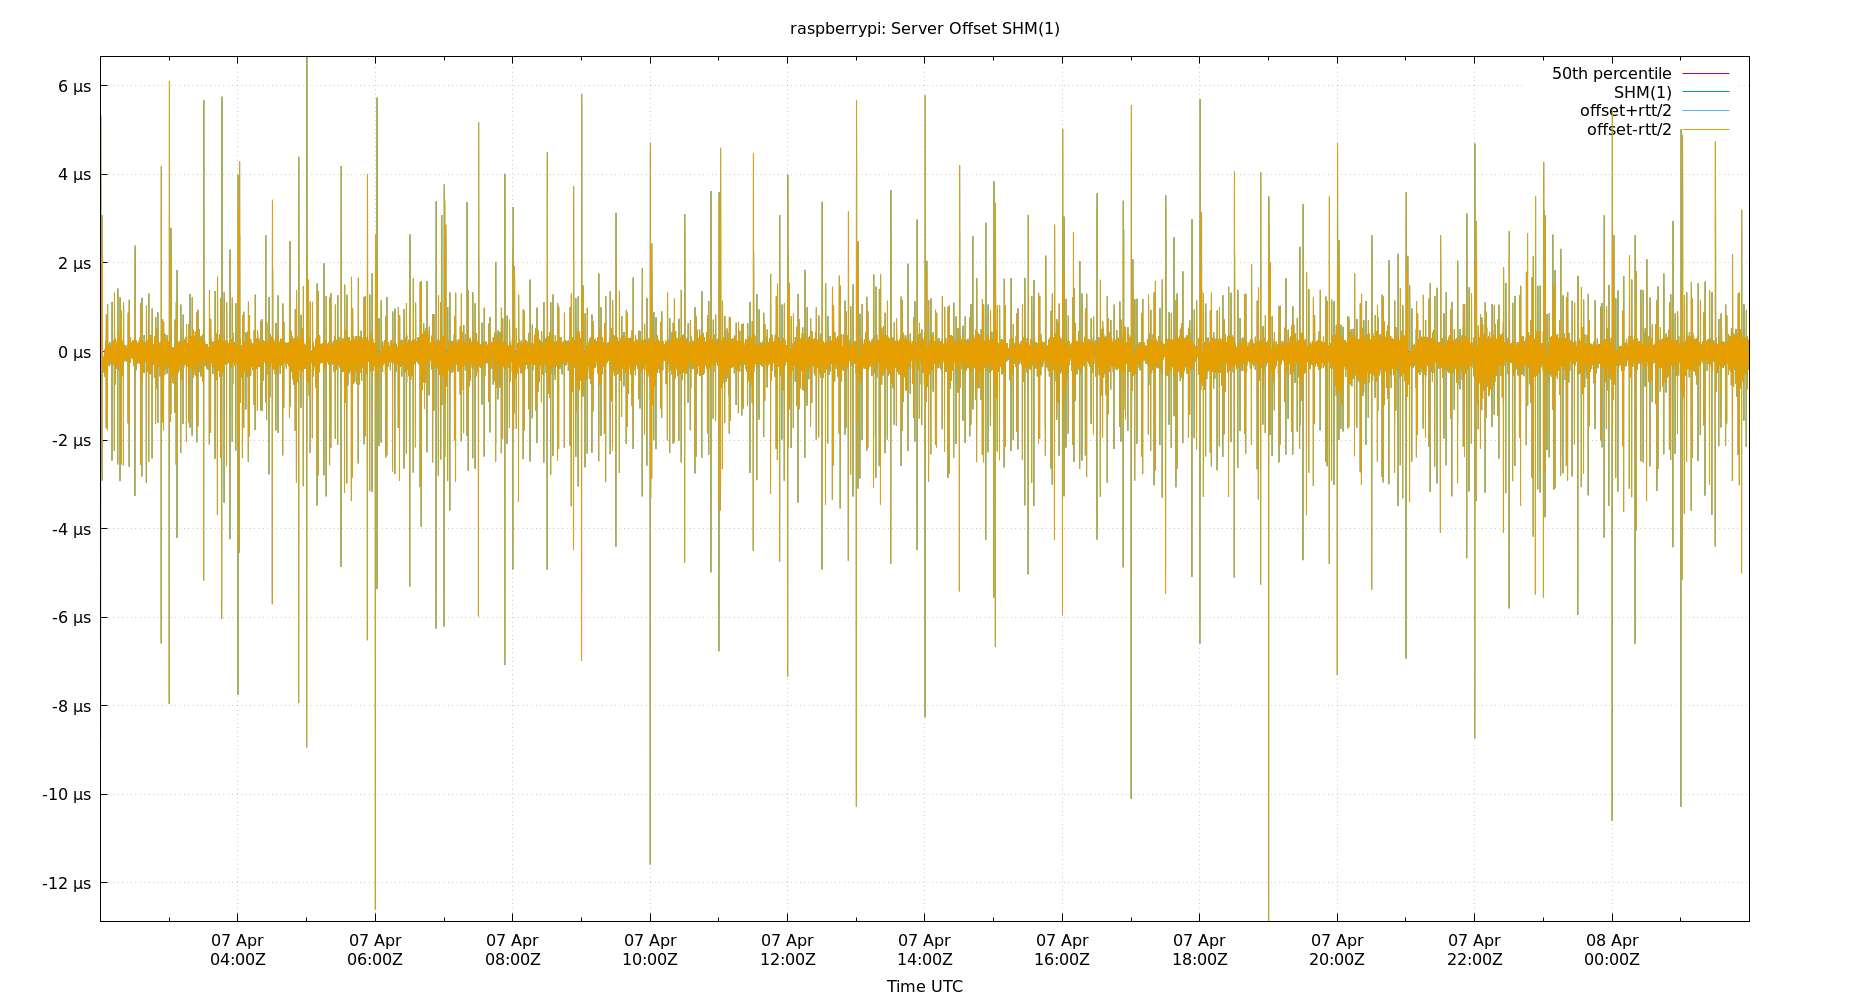 raspberrypi: Server Offset SHM(1)
50th percentile
SHM(1)
offset+rtt/2
offset-rtt/2
6 µs
4 µs
2 µs
0 µs
-2 µs
-4 µs
-6 µs
-8 µs
-10 µs
-12 µs
07 Apr 07 Apr 07 Apr 07 Apr 07 Apr 07 Apr 07 Apr 07 Apr 07 Apr 07 Apr 08 Apr
04:00Z 06:00Z 08:00Z 10:00Z 12:00Z 14:00Z 16:00Z 18:00Z 20:00Z 22:00Z 00:00Z
Time UTC